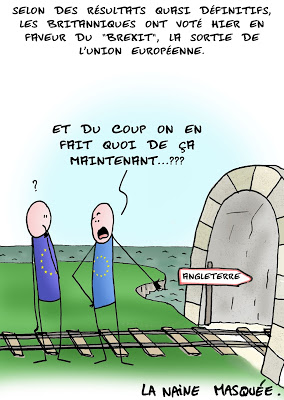 SELON DES RÉSULTATS QUASI DÉFINITIFS,
LES BRITANNIQUES ONT VOTÉ HIER EN
FAVEUR DU "BREXIT", LA SORTIE DE
L'UNION EUROPÉENNE.
ET DU COUP ON EN
FAIT QUOI DE ÇA
MAINTENANT...???
?
ANGLETERRE
LA NAINE MASQUÉE.